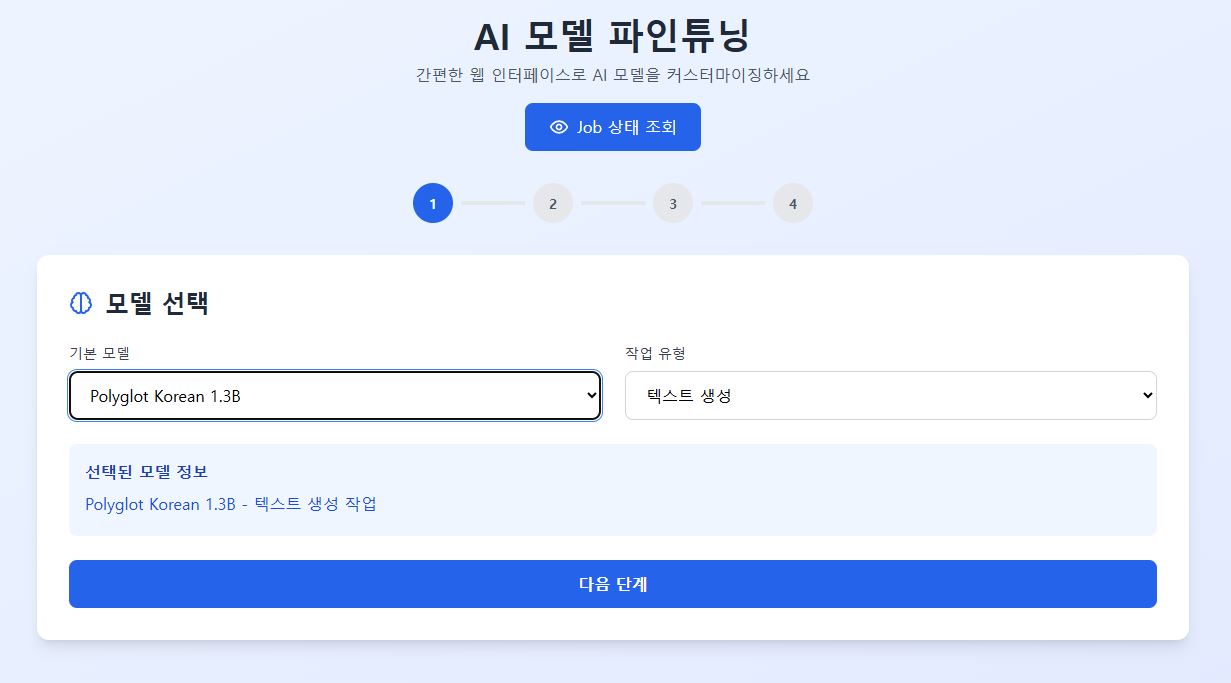 AI 모델 파인튜닝
간편한 웹 인터페이스로 AI 모델을 커스터마이징하세요
Job 상태 조회
1 2 3 4
모델 선택
기본 모델 작업 유형
Polyglot Korean 1.3B 텍스트 생성
선택된 모델 정보
Polyglot Korean 1.3B - 텍스트 생성 작업
다음 단계